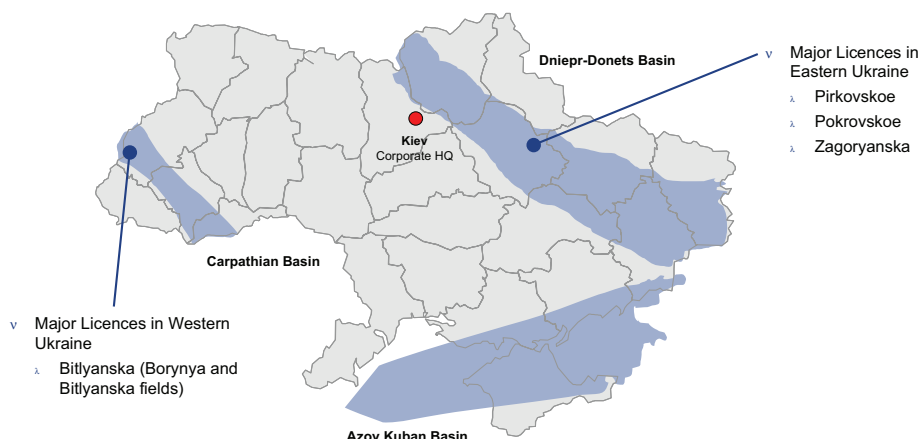 Dniepr-Donets Basin
ν Major Licences in
Eastern Ukraine
λ Pirkovskoe
λ Pokrovskoe
λ Zagoryanska
Kiev
Corporate HQ
Carpathian Basin
ν Major Licences in Western
Ukraine
λ Bitlyanska (Borynya and
Bitlyanska fields)
Azov Kuban Basin